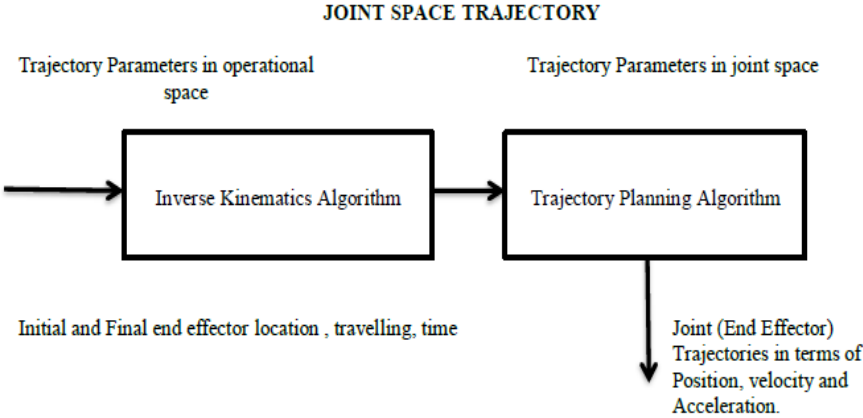 JOINT SPACE TRAJECTORY
Trajectory Parameters in operational
space
Trajectory Parameters in joint space
Inverse Kinematics Algorithm
Trajectory Planning Algorithm
Initial and Final end effector location , travelling, time
Joint (End Effector)
Trajectories in terms of
Position, velocity and
Acceleration.